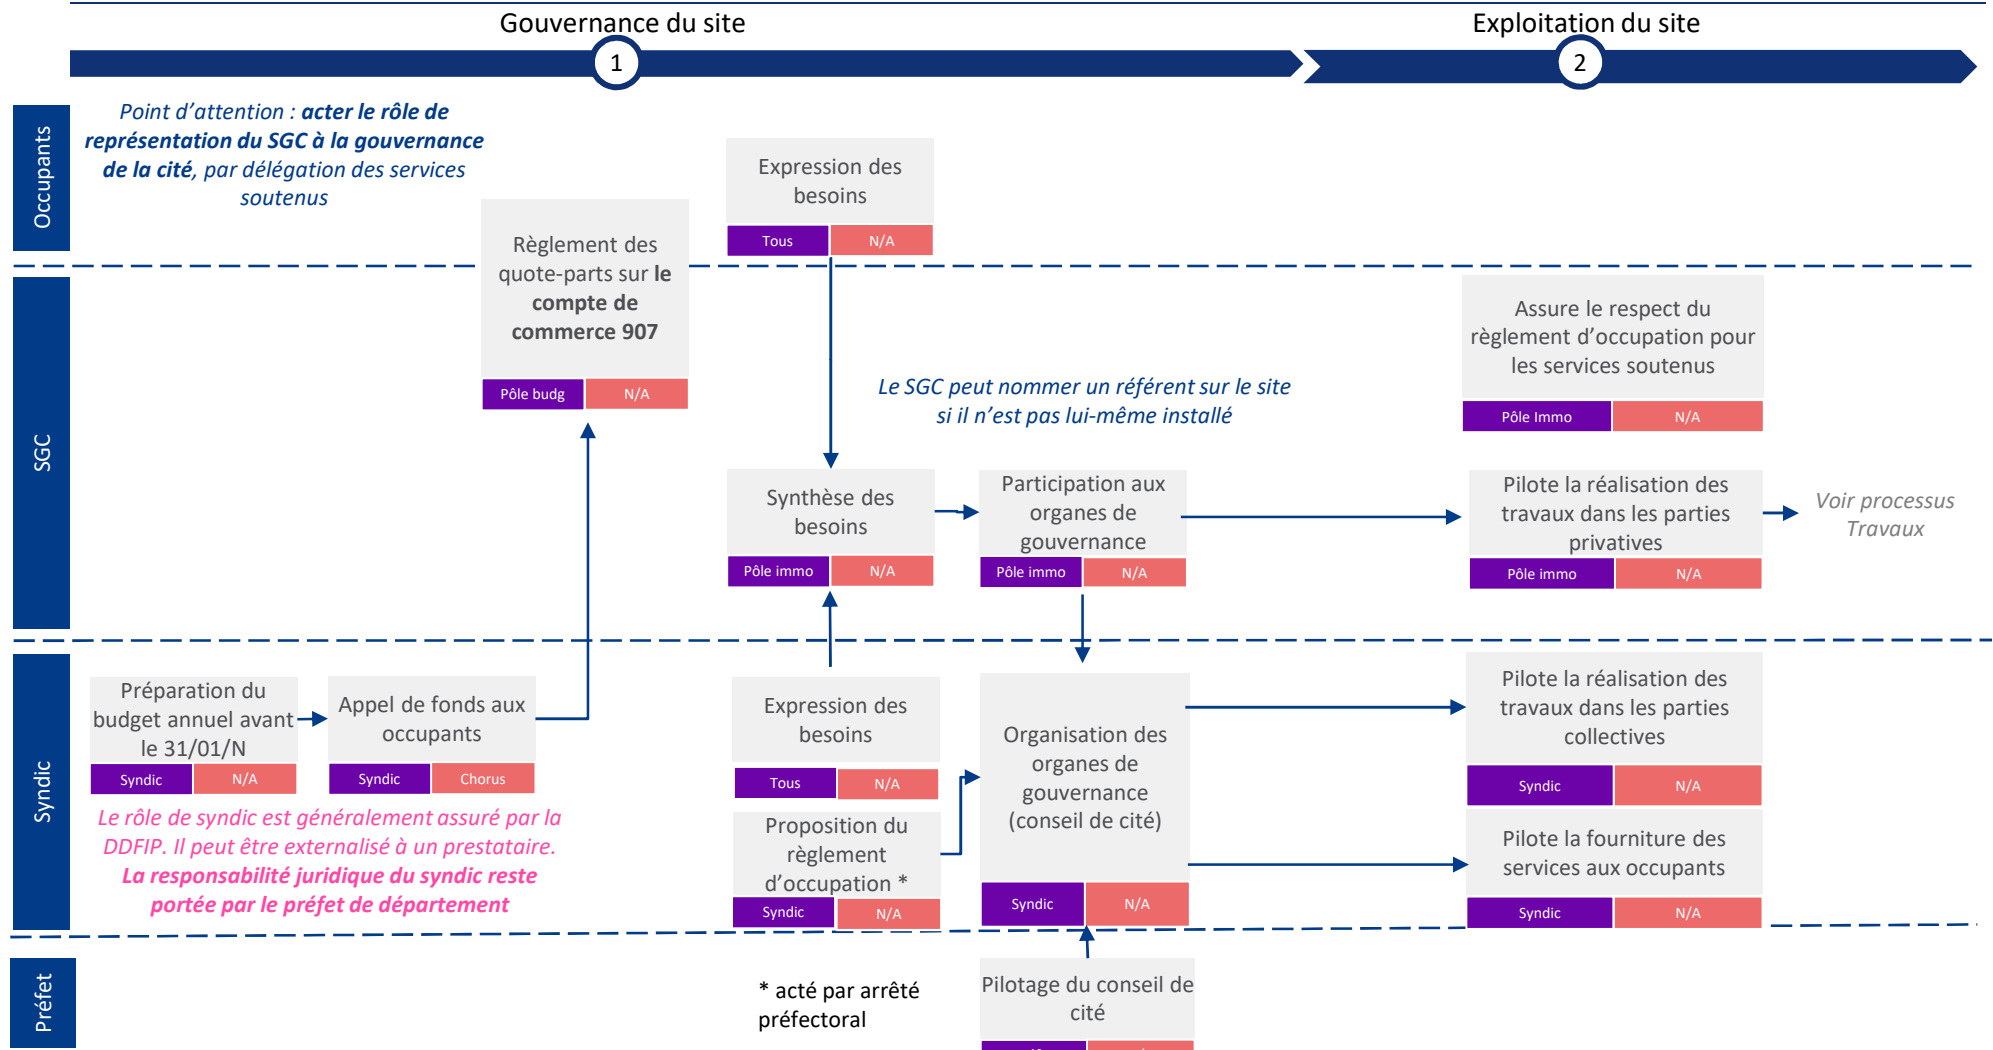 Gouvernance du site
Exploitation du site
1
2
Occupants
Point d’attention : acter le rôle de
représentation du SGC à la gouvernance
de la cité, par délégation des services
soutenus
Expression des
besoins
Tous
N/A
Règlement des
quote-parts sur le
compte de
commerce 907
Pôle budg
N/A
SGC
Le SGC peut nommer un référent sur le site
si il n’est pas lui-même installé
Assure le respect du
règlement d’occupation pour
les services soutenus
Pôle Immo
N/A
Synthèse des
besoins
Pôle immo
N/A
Participation aux
organes de
gouvernance
Pôle immo
N/A
Pilote la réalisation des
travaux dans les parties
privatives
Pôle immo
N/A
Voir processus
Travaux
Syndic
Préparation du
budget annuel avant
le 31/01/N
Syndic
N/A
Appel de fonds aux
occupants
Syndic
Chorus
Le rôle de syndic est généralement assuré par la
DDFIP. Il peut être externalisé à un prestataire.
La responsabilité juridique du syndic reste
portée par le préfet de département
Expression des
besoins
Tous
N/A
Proposition du
règlement
d’occupation *
Syndic
N/A
Organisation des
organes de
gouvernance
(conseil de cité)
Syndic
N/A
Pilote la réalisation des
travaux dans les parties
collectives
Syndic
N/A
Pilote la fourniture des
services aux occupants
Syndic
N/A
Préfet
* acté par arrêté
préfectoral
Pilotage du conseil de
cité